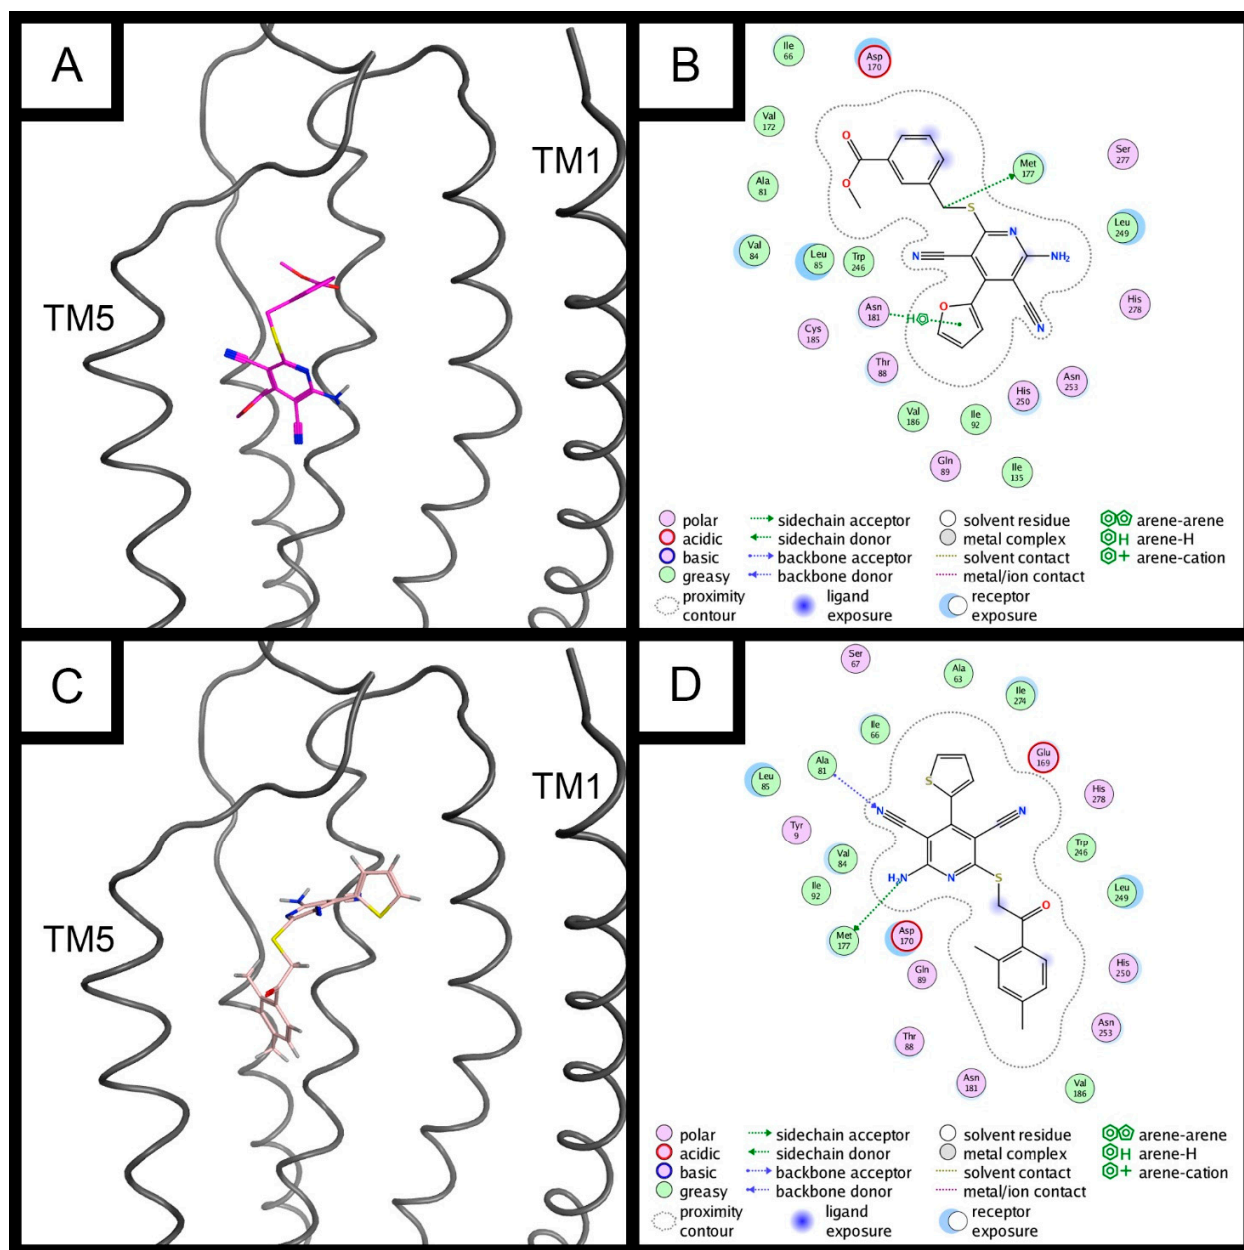 A
TM5
TM1
B
Ile
66
Asp
170
Val
172
Ser
277
Met
177
Ala
81
Leu
249
Val
84
Leu
85
Trp
246
Asn
181
His
278
Cys
185
Thr
88
Asn
253
His
250
Val
186
Ile
92
Gln
89
Ile
135
O
O
S
N
N
NH₂
O
N
H
polar
acidic
basic
greasy
proximity
contour
sidechain acceptor
sidechain donor
backbone acceptor
backbone donor
ligand
exposure
solvent residue
metal complex
solvent contact
metal/ion contact
receptor
exposure
arene-arene
H arene-H
+ arene-cation
C
TM5
TM1
D
Ser
67
Ala
63
Ile
274
Ile
66
Glu
169
Ala
81
Leu
85
His
278
Tyr
9
Val
84
Trp
246
Ile
92
Leu
249
Met
177
Asp
170
Gln
89
His
250
Asn
253
Thr
88
Asn
181
Val
186
S
N
N
H₂N
N
S
O
polar
acidic
basic
greasy
proximity
contour
sidechain acceptor
sidechain donor
backbone acceptor
backbone donor
ligand
exposure
solvent residue
metal complex
solvent contact
metal/ion contact
receptor
exposure
arene-arene
H arene-H
+ arene-cation